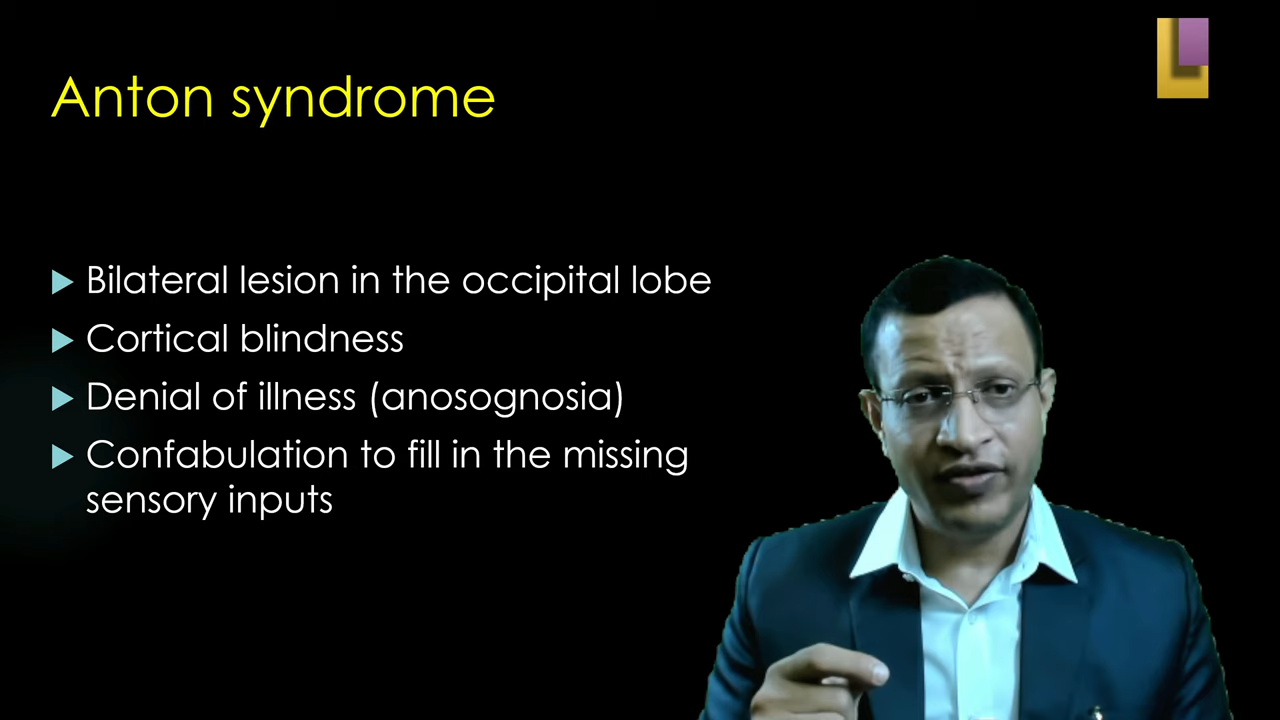 Anton syndrome
Bilateral lesion in the occipital lobe
Cortical blindness
Denial of illness (anosognosia)
Confabulation to fill in the missing
sensory inputs